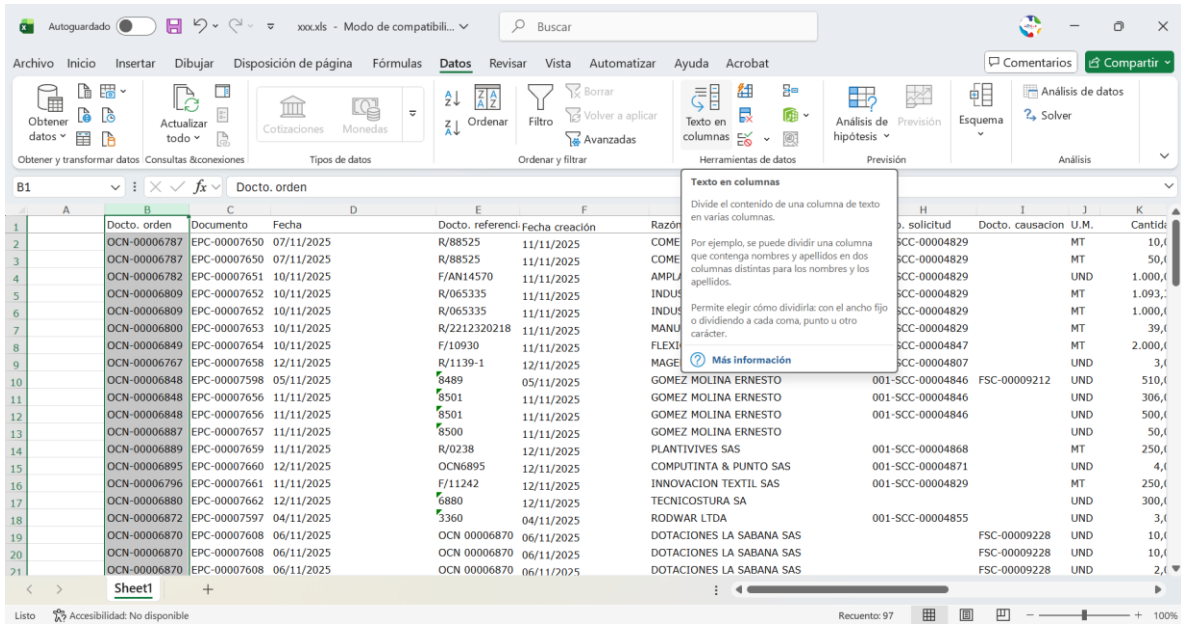 Autoguardado xxx.xls - Modo de compatibili... Buscar
Archivo Inicio Insertar Dibujar Disposición de página Fórmulas Datos Revisar Vista Automatizar Ayuda Acrobat Comentarios Compartir
Obtener datos
Actualizar todo
Cotizaciones Monedas
Ordenar
Filtro
Borrar
Volver a aplicar
Avanzadas
Texto en columnas
Análisis de hipótesis
Previsión
Esquema
Análisis de datos
Solver
Obtener y transformar datos Consultas &conexiones Tipos de datos Ordenar y filtrar Herramientas de datos Previsión Análisis
B1 fx Docto. orden
Texto en columnas
Divide el contenido de una columna de texto
en varias columnas.
Por ejemplo, se puede dividir una columna
que contenga nombres y apellidos en dos
columnas distintas para los nombres y los
apellidos.
Permite elegir cómo dividirla: con el ancho fijo
o dividiendo a cada coma, punto u otro
carácter.
Más información
A B C D E F H I J K
1 Docto. orden Documento Fecha Docto. referenci Fecha creación Razón o. solicitud Docto. causacion U.M. Cantida
2 OCN-00006787 EPC-00007650 07/11/2025 R/88525 11/11/2025 COME SCC-00004829 MT 10,0
3 OCN-00006787 EPC-00007650 07/11/2025 R/88525 11/11/2025 COME SCC-00004829 MT 50,0
4 OCN-00006782 EPC-00007651 10/11/2025 F/AN14570 11/11/2025 AMPLA SCC-00004829 UND 1.000,0
5 OCN-00006809 EPC-00007652 10/11/2025 R/065335 11/11/2025 INDUS SCC-00004829 MT 1.093,
6 OCN-00006809 EPC-00007652 10/11/2025 R/065335 11/11/2025 INDUS SCC-00004829 MT 1.000,0
7 OCN-00006800 EPC-00007653 10/11/2025 R/2212320218 11/11/2025 MANU SCC-00004829 MT 39,0
8 OCN-00006849 EPC-00007654 10/11/2025 F/10930 11/11/2025 FLEXI SCC-00004847 MT 2.000,0
9 OCN-00006767 EPC-00007658 12/11/2025 R/1139-1 12/11/2025 MAGE SCC-00004807 UND 3,0
10 OCN-00006848 EPC-00007598 05/11/2025 8489 05/11/2025 GOMEZ MOLINA ERNESTO 001-SCC-00004846 FSC-00009212 UND 510,0
11 OCN-00006848 EPC-00007656 11/11/2025 8501 11/11/2025 GOMEZ MOLINA ERNESTO 001-SCC-00004846 UND 306,0
12 OCN-00006848 EPC-00007656 11/11/2025 8501 11/11/2025 GOMEZ MOLINA ERNESTO 001-SCC-00004846 UND 500,0
13 OCN-00006887 EPC-00007657 11/11/2025 8500 11/11/2025 GOMEZ MOLINA ERNESTO UND 50,0
14 OCN-00006889 EPC-00007659 11/11/2025 R/0238 12/11/2025 PLANTIVIVES SAS 001-SCC-00004868 MT 250,0
15 OCN-00006895 EPC-00007660 12/11/2025 OCN6895 12/11/2025 COMPUTINTA & PUNTO SAS 001-SCC-00004871 UND 4,0
16 OCN-00006796 EPC-00007661 11/11/2025 F/11242 12/11/2025 INNOVACION TEXTIL SAS 001-SCC-00004829 MT 250,0
17 OCN-00006880 EPC-00007662 12/11/2025 6880 12/11/2025 TECNICOSTURA SA UND 300,0
18 OCN-00006872 EPC-00007597 04/11/2025 3360 04/11/2025 RODWAR LTDA 001-SCC-00004855 UND 3,0
19 OCN-00006870 EPC-00007608 06/11/2025 OCN 00006870 06/11/2025 DOTACIONES LA SABANA SAS FSC-00009228 UND 10,0
20 OCN-00006870 EPC-00007608 06/11/2025 OCN 00006870 06/11/2025 DOTACIONES LA SABANA SAS FSC-00009228 UND 10,0
21 OCN-00006870 EPC-00007608 06/11/2025 OCN 00006870 06/11/2025 DOTACIONES LA SABANA SAS FSC-00009228 UND 2,0
Sheet1
Listo Accesibilidad: No disponible Recuento: 97 100%